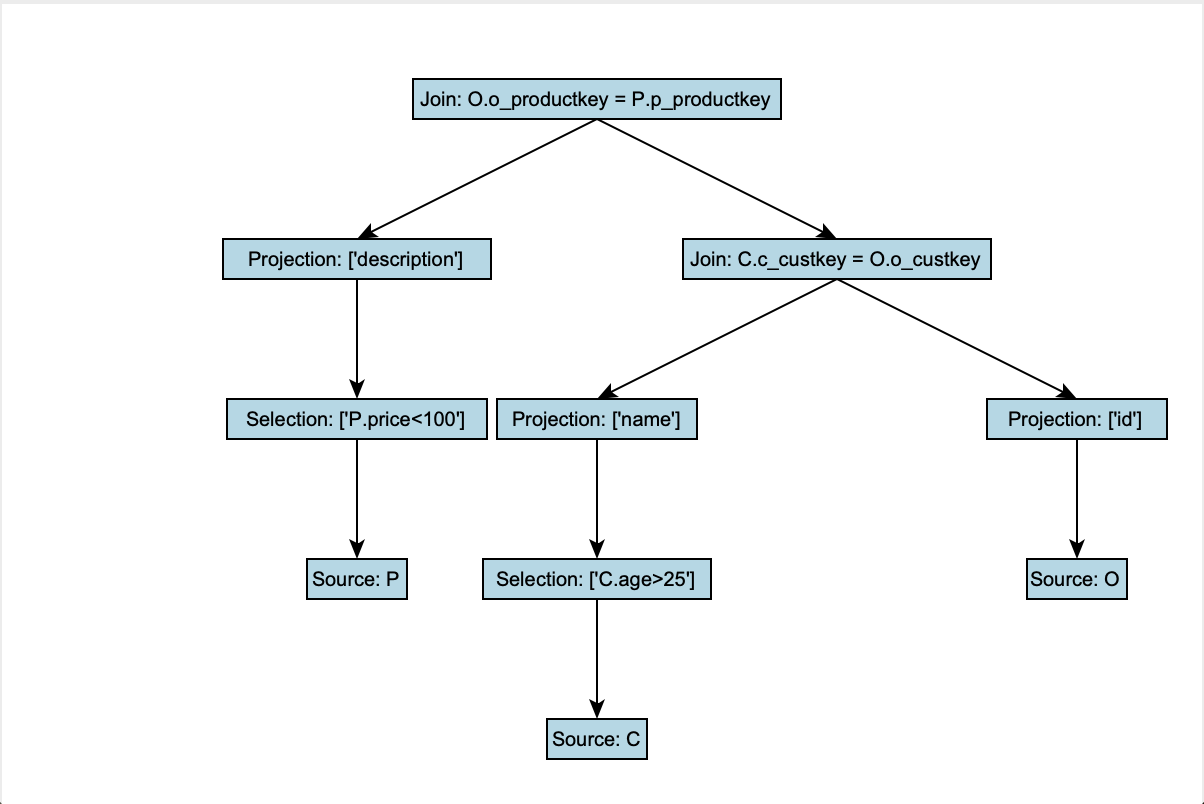 Join: O.o_productkey = P.p_productkey
Projection: ['description']
Join: C.c_custkey = O.o_custkey
Selection: ['P.price<100']
Projection: ['name']
Projection: ['id']
Source: P
Selection: ['C.age>25']
Source: O
Source: C